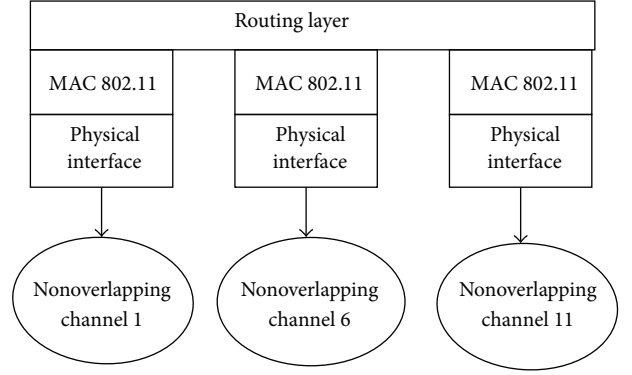 Routing layer
MAC 802.11
MAC 802.11
MAC 802.11
Physical
interface
Physical
interface
Physical
interface
Nonoverlapping
channel 1
Nonoverlapping
channel 6
Nonoverlapping
channel 11